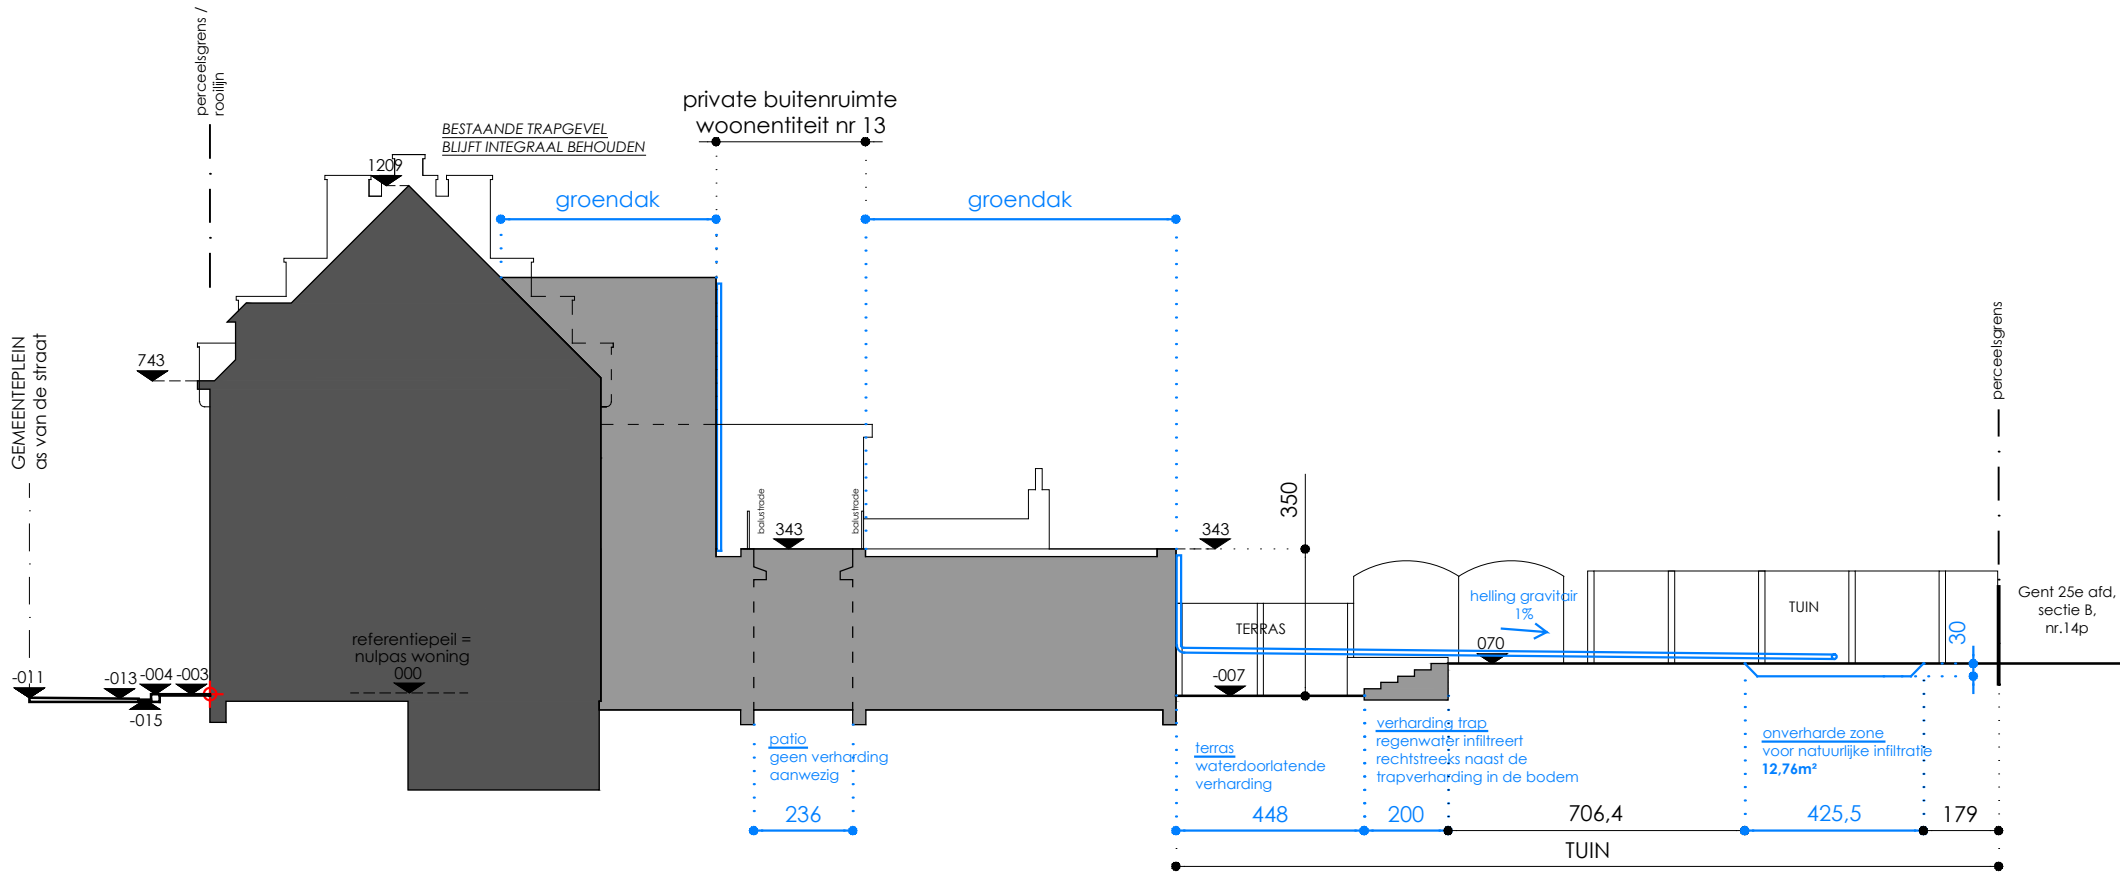 perceelsgrens /
rooilijn
BESTAANDE TRAPGEVEL
BLIJFT INTEGRAAL BEHOUDEN
private buitenruimte
woonentiteit nr 13
1209
groendak
groendak
743
GEMEENTEPLEIN
as van de straat
perceelsgrens
balustrade
balustrade
343
343
350
helling gravitair
1%
TUIN
TERRAS
Gent 25e afd,
sectie B,
nr.14p
30
referentiepeil =
nulpas woning
000
070
-011
-013
-004
-003
-015
-007
patio
geen verharding
aanwezig
terras
waterdoorlatende
verharding
verharding trap
regenwater infiltreert
rechtstreeks naast de
trapverharding in de bodem
onverharde zone
voor natuurlijke infiltratie
12,76m²
236
448
200
706,4
425,5
179
TUIN